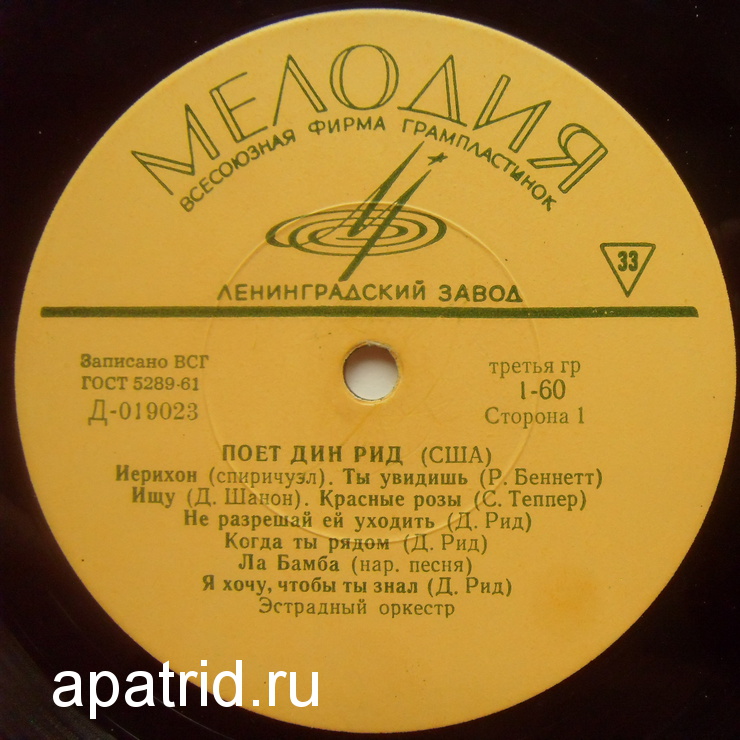 МЕЛОДИЯ
ВСЕСОЮЗНАЯ ФИРМА ГРАМПЛАСТИНОК
ЛЕНИНГРАДСКИЙ ЗАВОД
33
Записано ВСГ
ГОСТ 5289-61
Д-019023
третья гр
1-60
Сторона 1
ПОЕТ ДИН РИД (США)
Иерихон (спиричуэл). Ты увидишь (Р. Беннетт)
Ищу (Д. Шанон). Красные розы (С. Теппер)
Не разрешай ей уходить (Д. Рид)
Когда ты рядом (Д. Рид)
Ла Бамба (нар. песня)
Я хочу, чтобы ты знал (Д. Рид)
Эстрадный оркестр
apatrid.ru